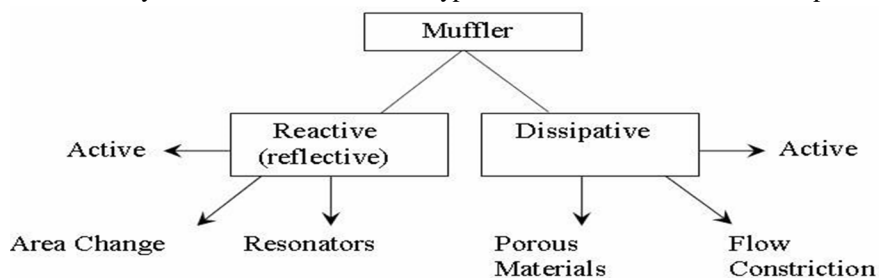 Muffler
Reactive
(reflective)
Dissipative
Active
Active
Area Change
Resonators
Porous
Materials
Flow
Constriction